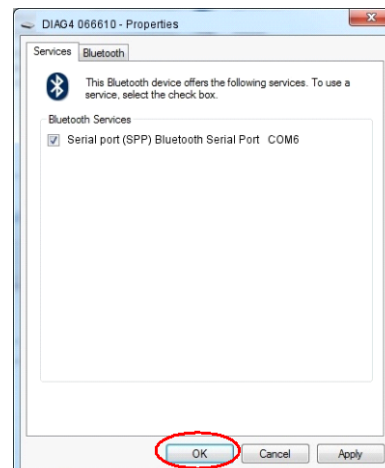 DIAG4 066610 - Properties
Services Bluetooth
This Bluetooth device offers the following services. To use a
service, select the check box.
Bluetooth Services
Serial port (SPP) Bluetooth Serial Port COM6
OK Cancel Apply